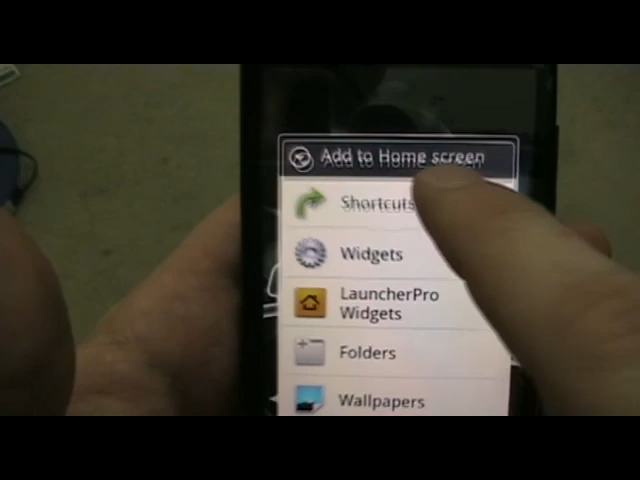 Add to Home screen
Shortcuts
Widgets
LauncherPro
Widgets
Folders
Wallpapers